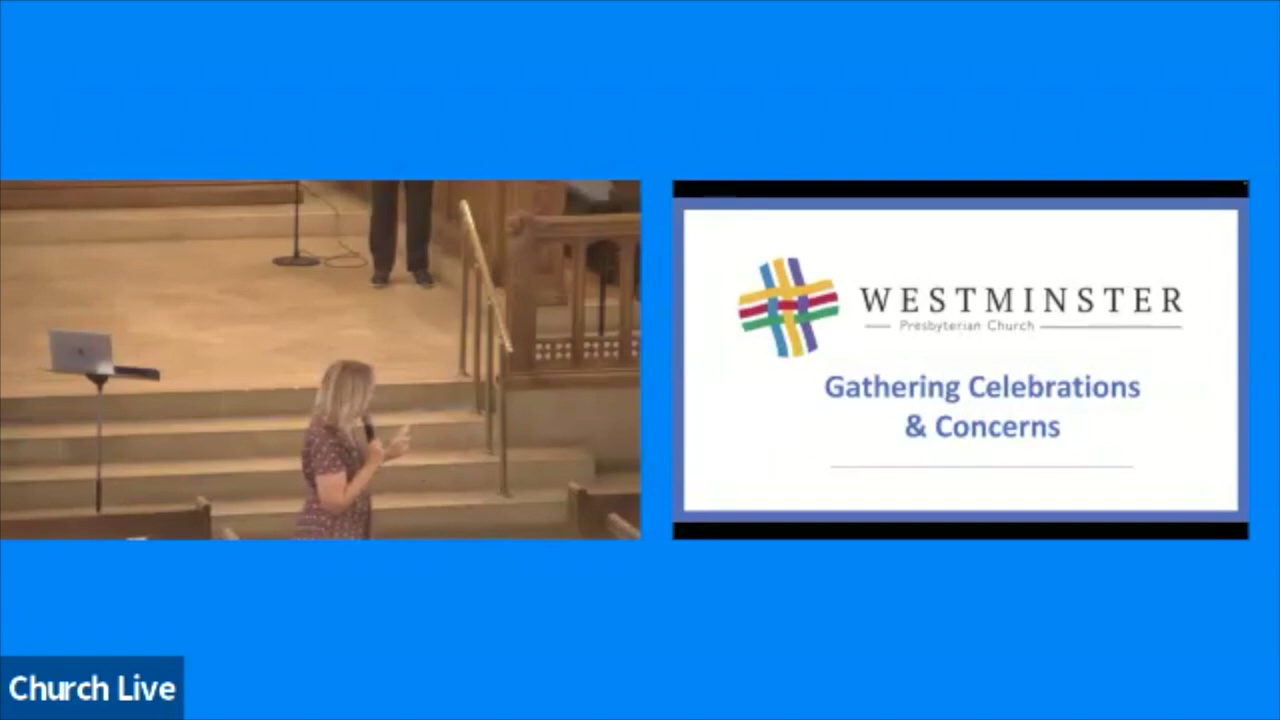 WESTMINSTER
Presbyterian Church
Gathering Celebrations
& Concerns
Church Live